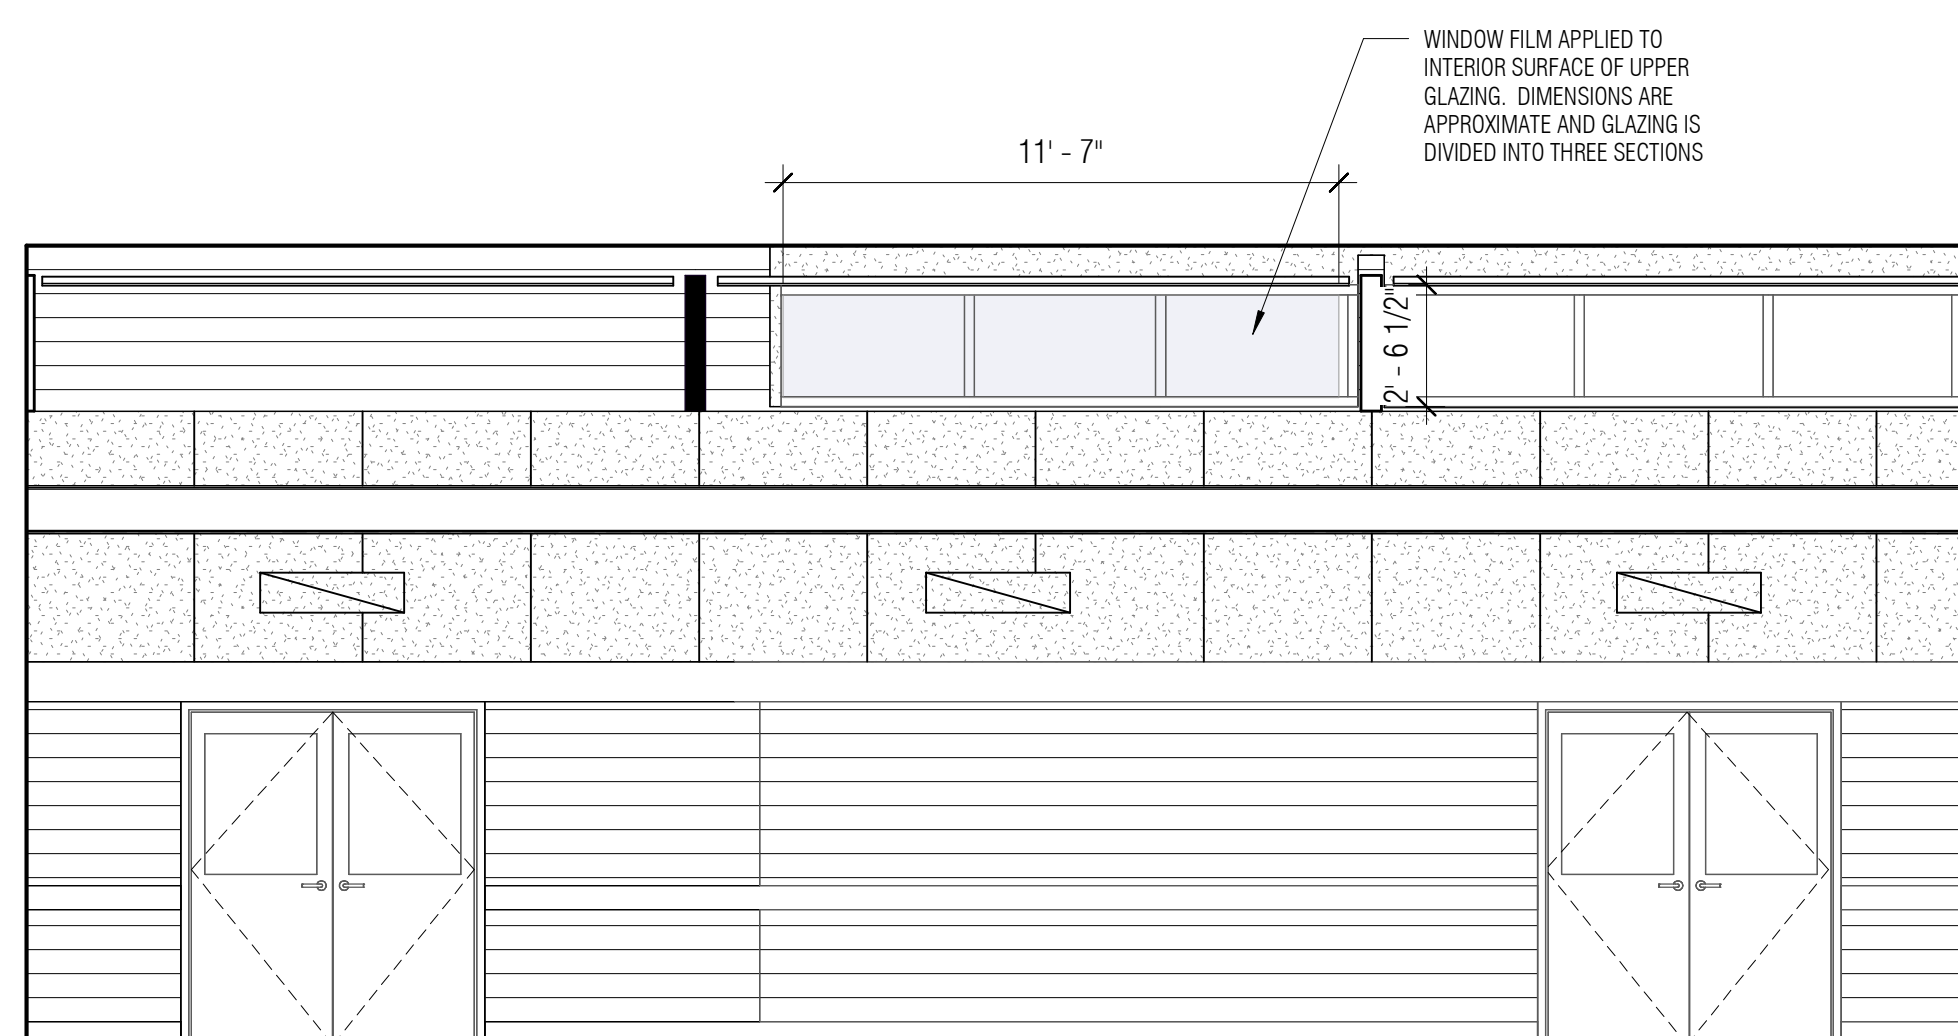 WINDOW FILM APPLIED TO
INTERIOR SURFACE OF UPPER
GLAZING.  DIMENSIONS ARE
APPROXIMATE AND GLAZING IS
DIVIDED INTO THREE SECTIONS
11' - 7"
2' - 6 1/2"